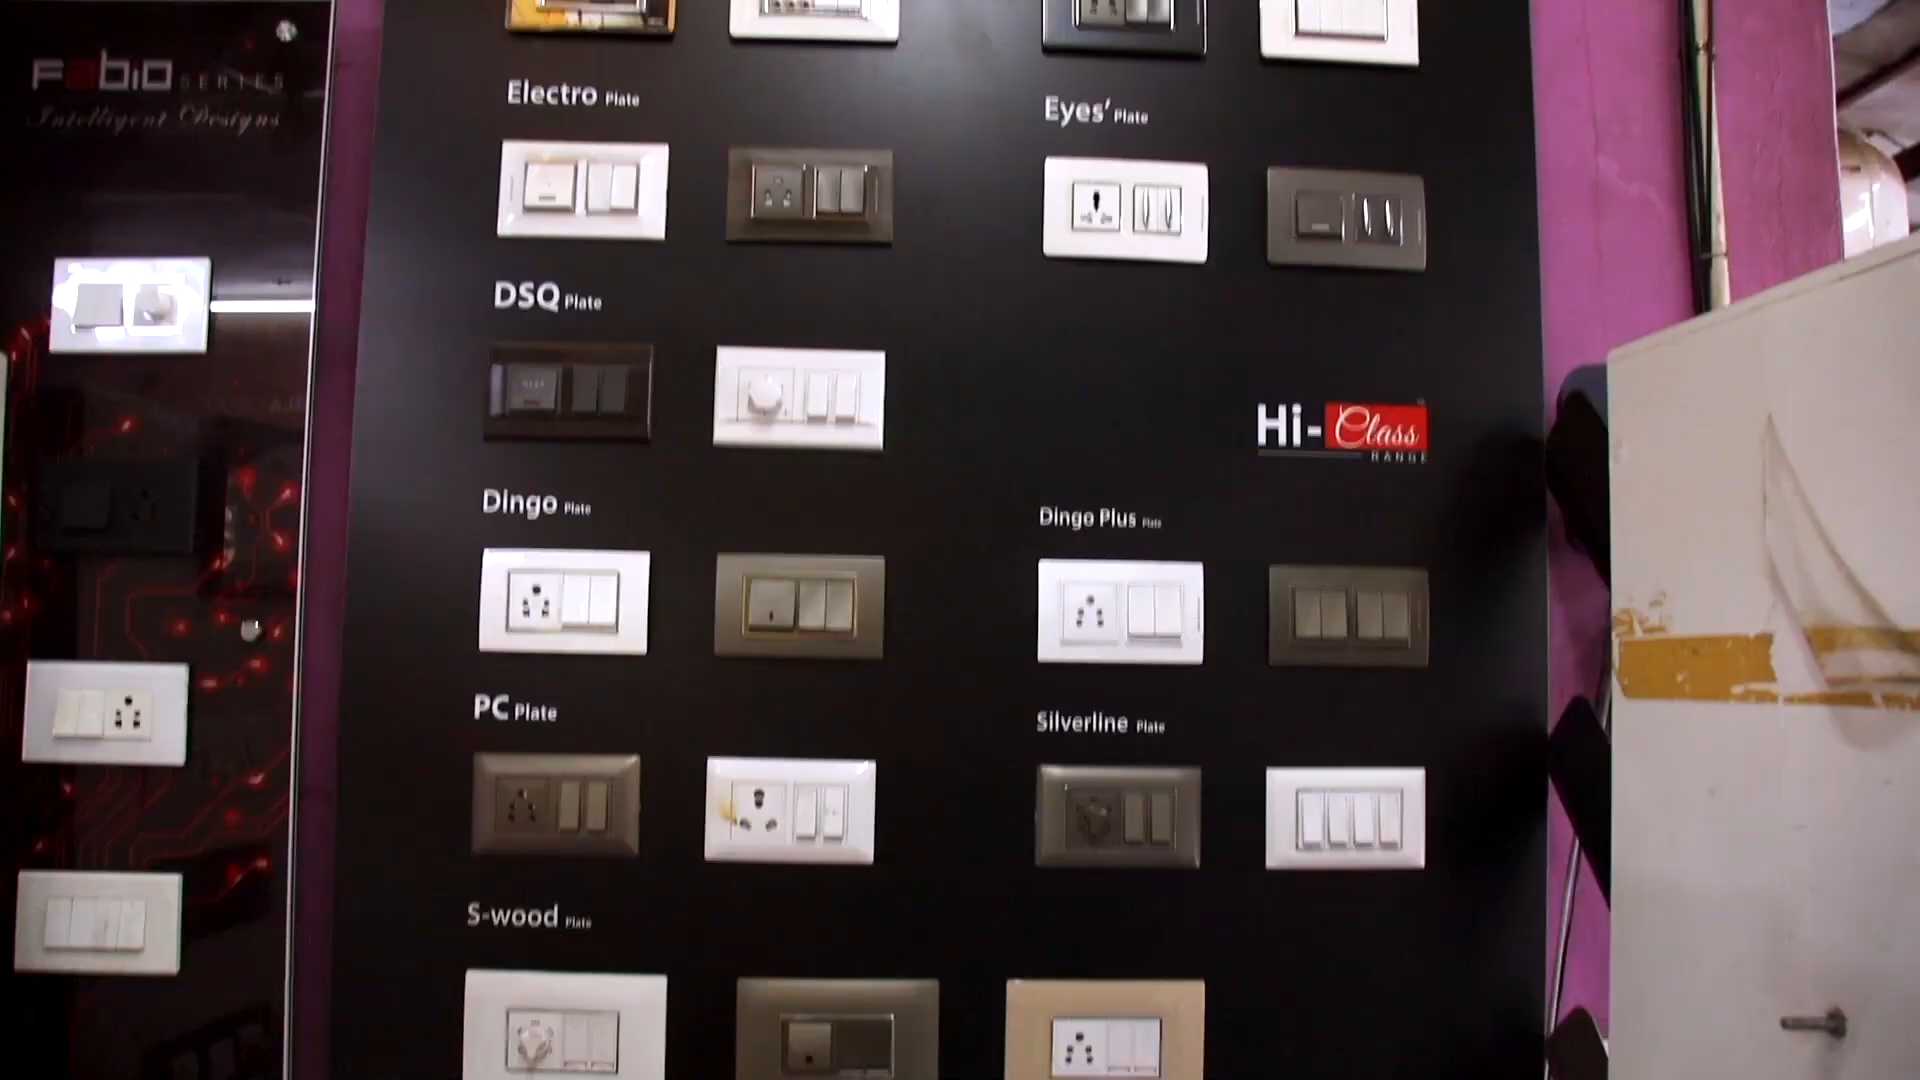 Fabio SERIES
Intelligent Designs
Electro Plate
Eyes' Plate
DSQ Plate
Hi-Class
RANGE
Dingo Plate
Dingo Plus Plate
PC Plate
Silverline Plate
S-wood Plate